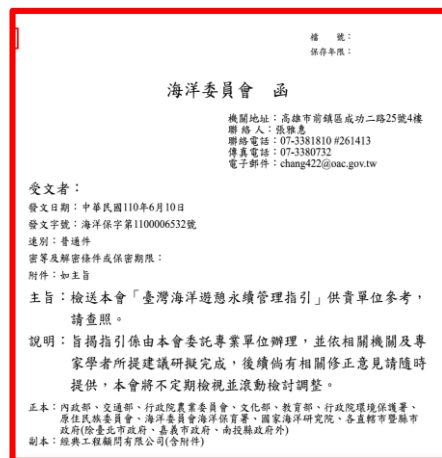 檔　　號：
保存年限：
海洋委員會　函
機關地址：高雄市前鎮區成功二路25號4樓
聯 絡 人：張雅惠
聯絡電話：07-3381810 #261413
傳真電話：07-3380732
電子郵件：chang422@oac.gov.tw
受文者：
發文日期：中華民國110年6月10日
發文字號：海洋保字第1100006532號
速別：普通件
密等及解密條件或保密期限：
附件：如主旨
主旨：檢送本會「臺灣海洋遊憩永續管理指引」供貴單位參考，
請查照。
說明：旨揭指引係由本會委託專業單位辦理，並依相關機關及專
家學者所提建議研擬完成，後續倘有相關修正意見請隨時
提供，本會將不定期檢視並滾動檢討調整。
正本：內政部、交通部、行政院農業委員會、文化部、教育部、行政院環境保護署、
原住民族委員會、海洋委員會海洋保育署、國家海洋研究院、各直轄市暨縣市
政府(除臺北市政府、嘉義市政府、南投縣政府外)
副本：經典工程顧問有限公司(含附件)